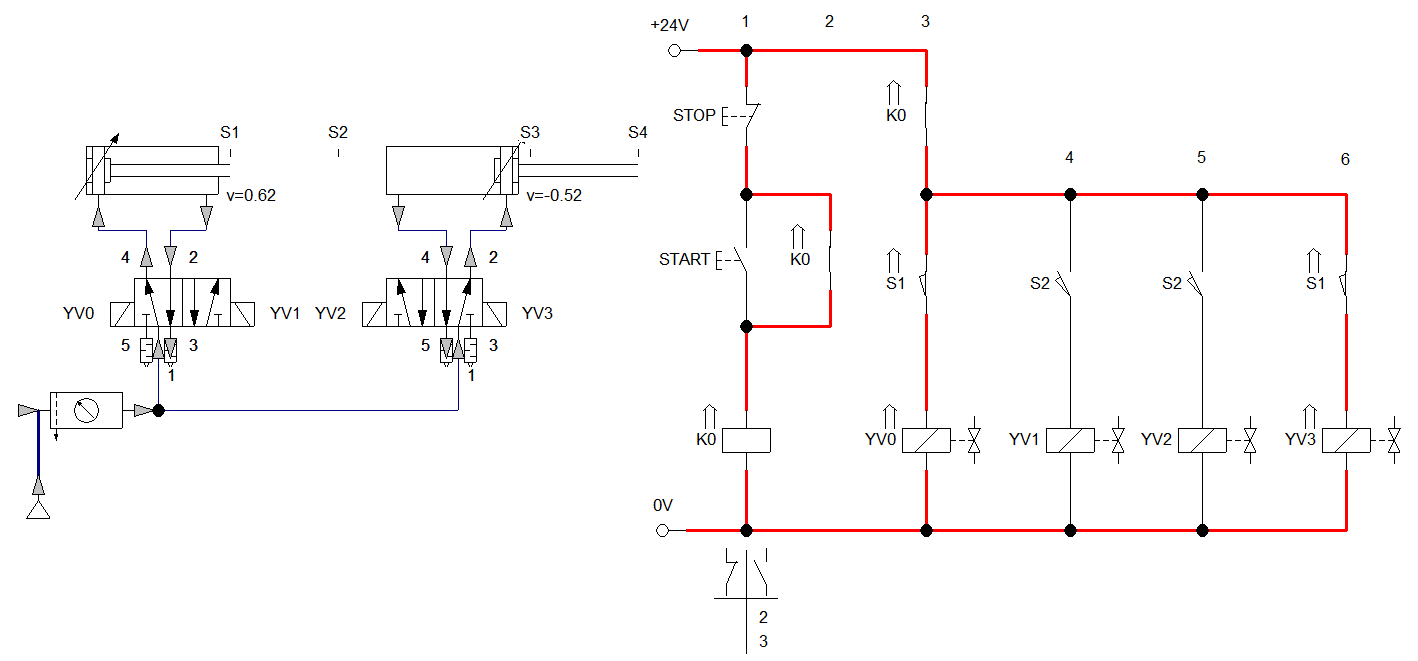 +24V 1 2 3
STOP K0
S1 S2 S3 S4
4 5 6
v=0.62 v=-0.52
4 2 4 2
START K0 S1 S2 S2 S1
YV0 YV1 YV2 YV3
5 3 5 3
1 1
K0 YV0 YV1 YV2 YV3
0V
2
3